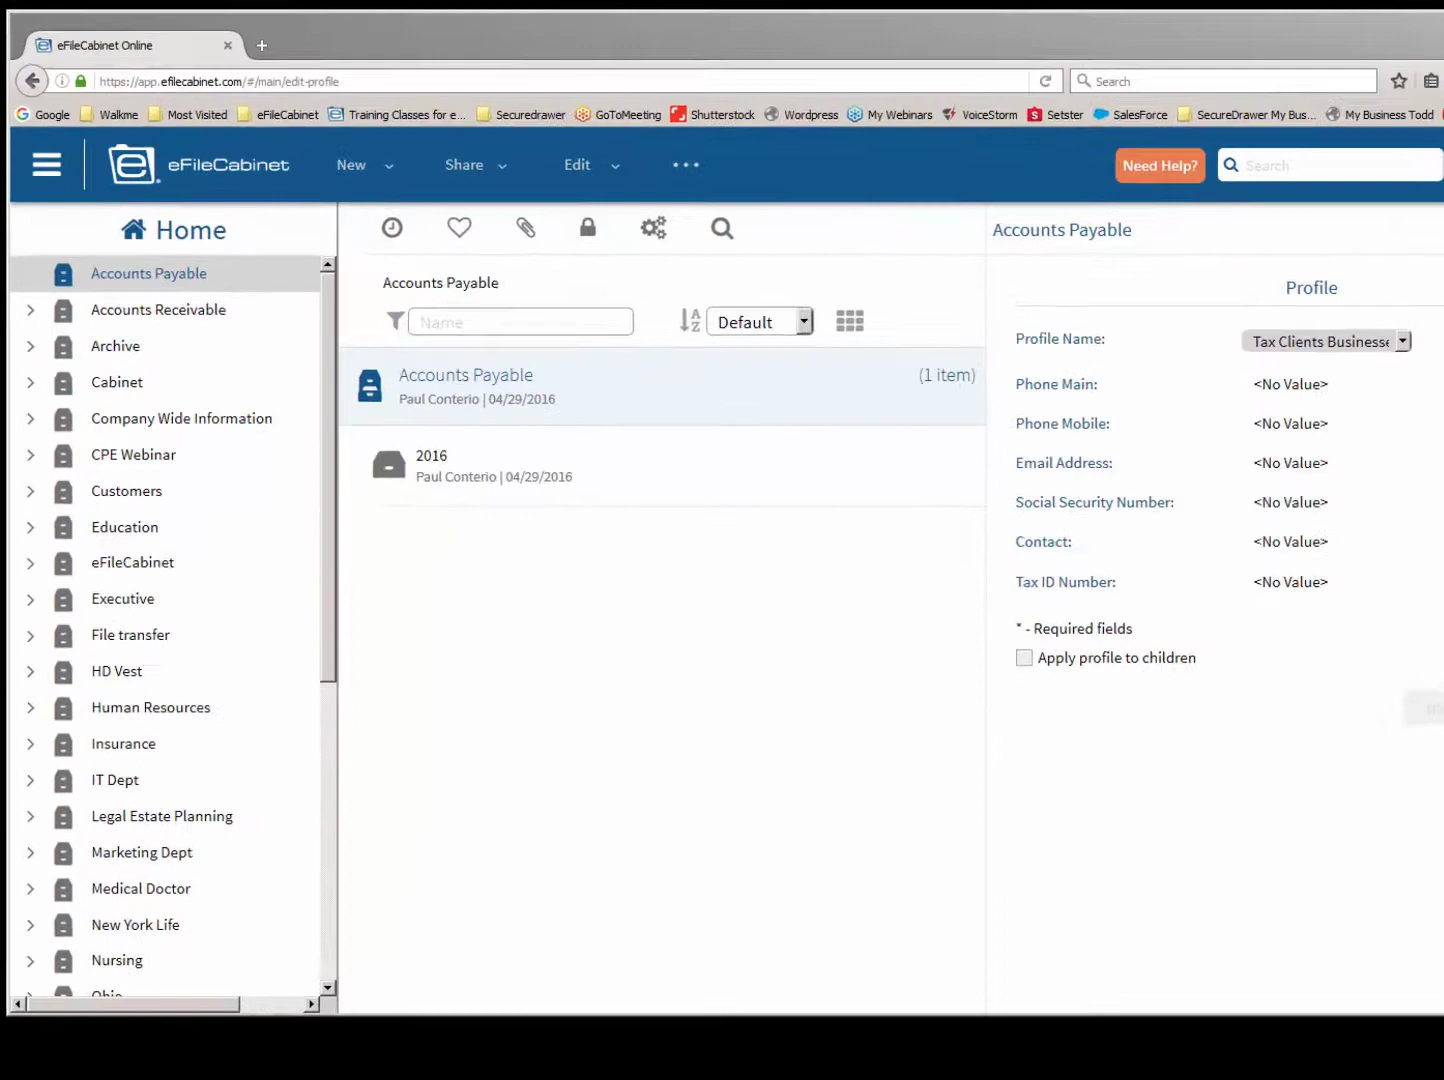 eFileCabinet Online
https://app.efilecabinet.com/#/main/edit-profile
Search
Google Walkme Most Visited eFileCabinet Training Classes for e... Securedrawer GoToMeeting Shutterstock Wordpress My Webinars VoiceStorm Setster SalesForce SecureDrawer My Bus... My Business Todd
eFileCabinet New Share Edit Need Help? Search
Home
Accounts Payable
Accounts Receivable
Archive
Cabinet
Company Wide Information
CPE Webinar
Customers
Education
eFileCabinet
Executive
File transfer
HD Vest
Human Resources
Insurance
IT Dept
Legal Estate Planning
Marketing Dept
Medical Doctor
New York Life
Nursing
Accounts Payable
Name
Default
Accounts Payable (1 item)
Paul Conterio | 04/29/2016
2016
Paul Conterio | 04/29/2016
Accounts Payable
Profile
Profile Name: Tax Clients Businesse
Phone Main: <No Value>
Phone Mobile: <No Value>
Email Address: <No Value>
Social Security Number: <No Value>
Contact: <No Value>
Tax ID Number: <No Value>
* - Required fields
Apply profile to children